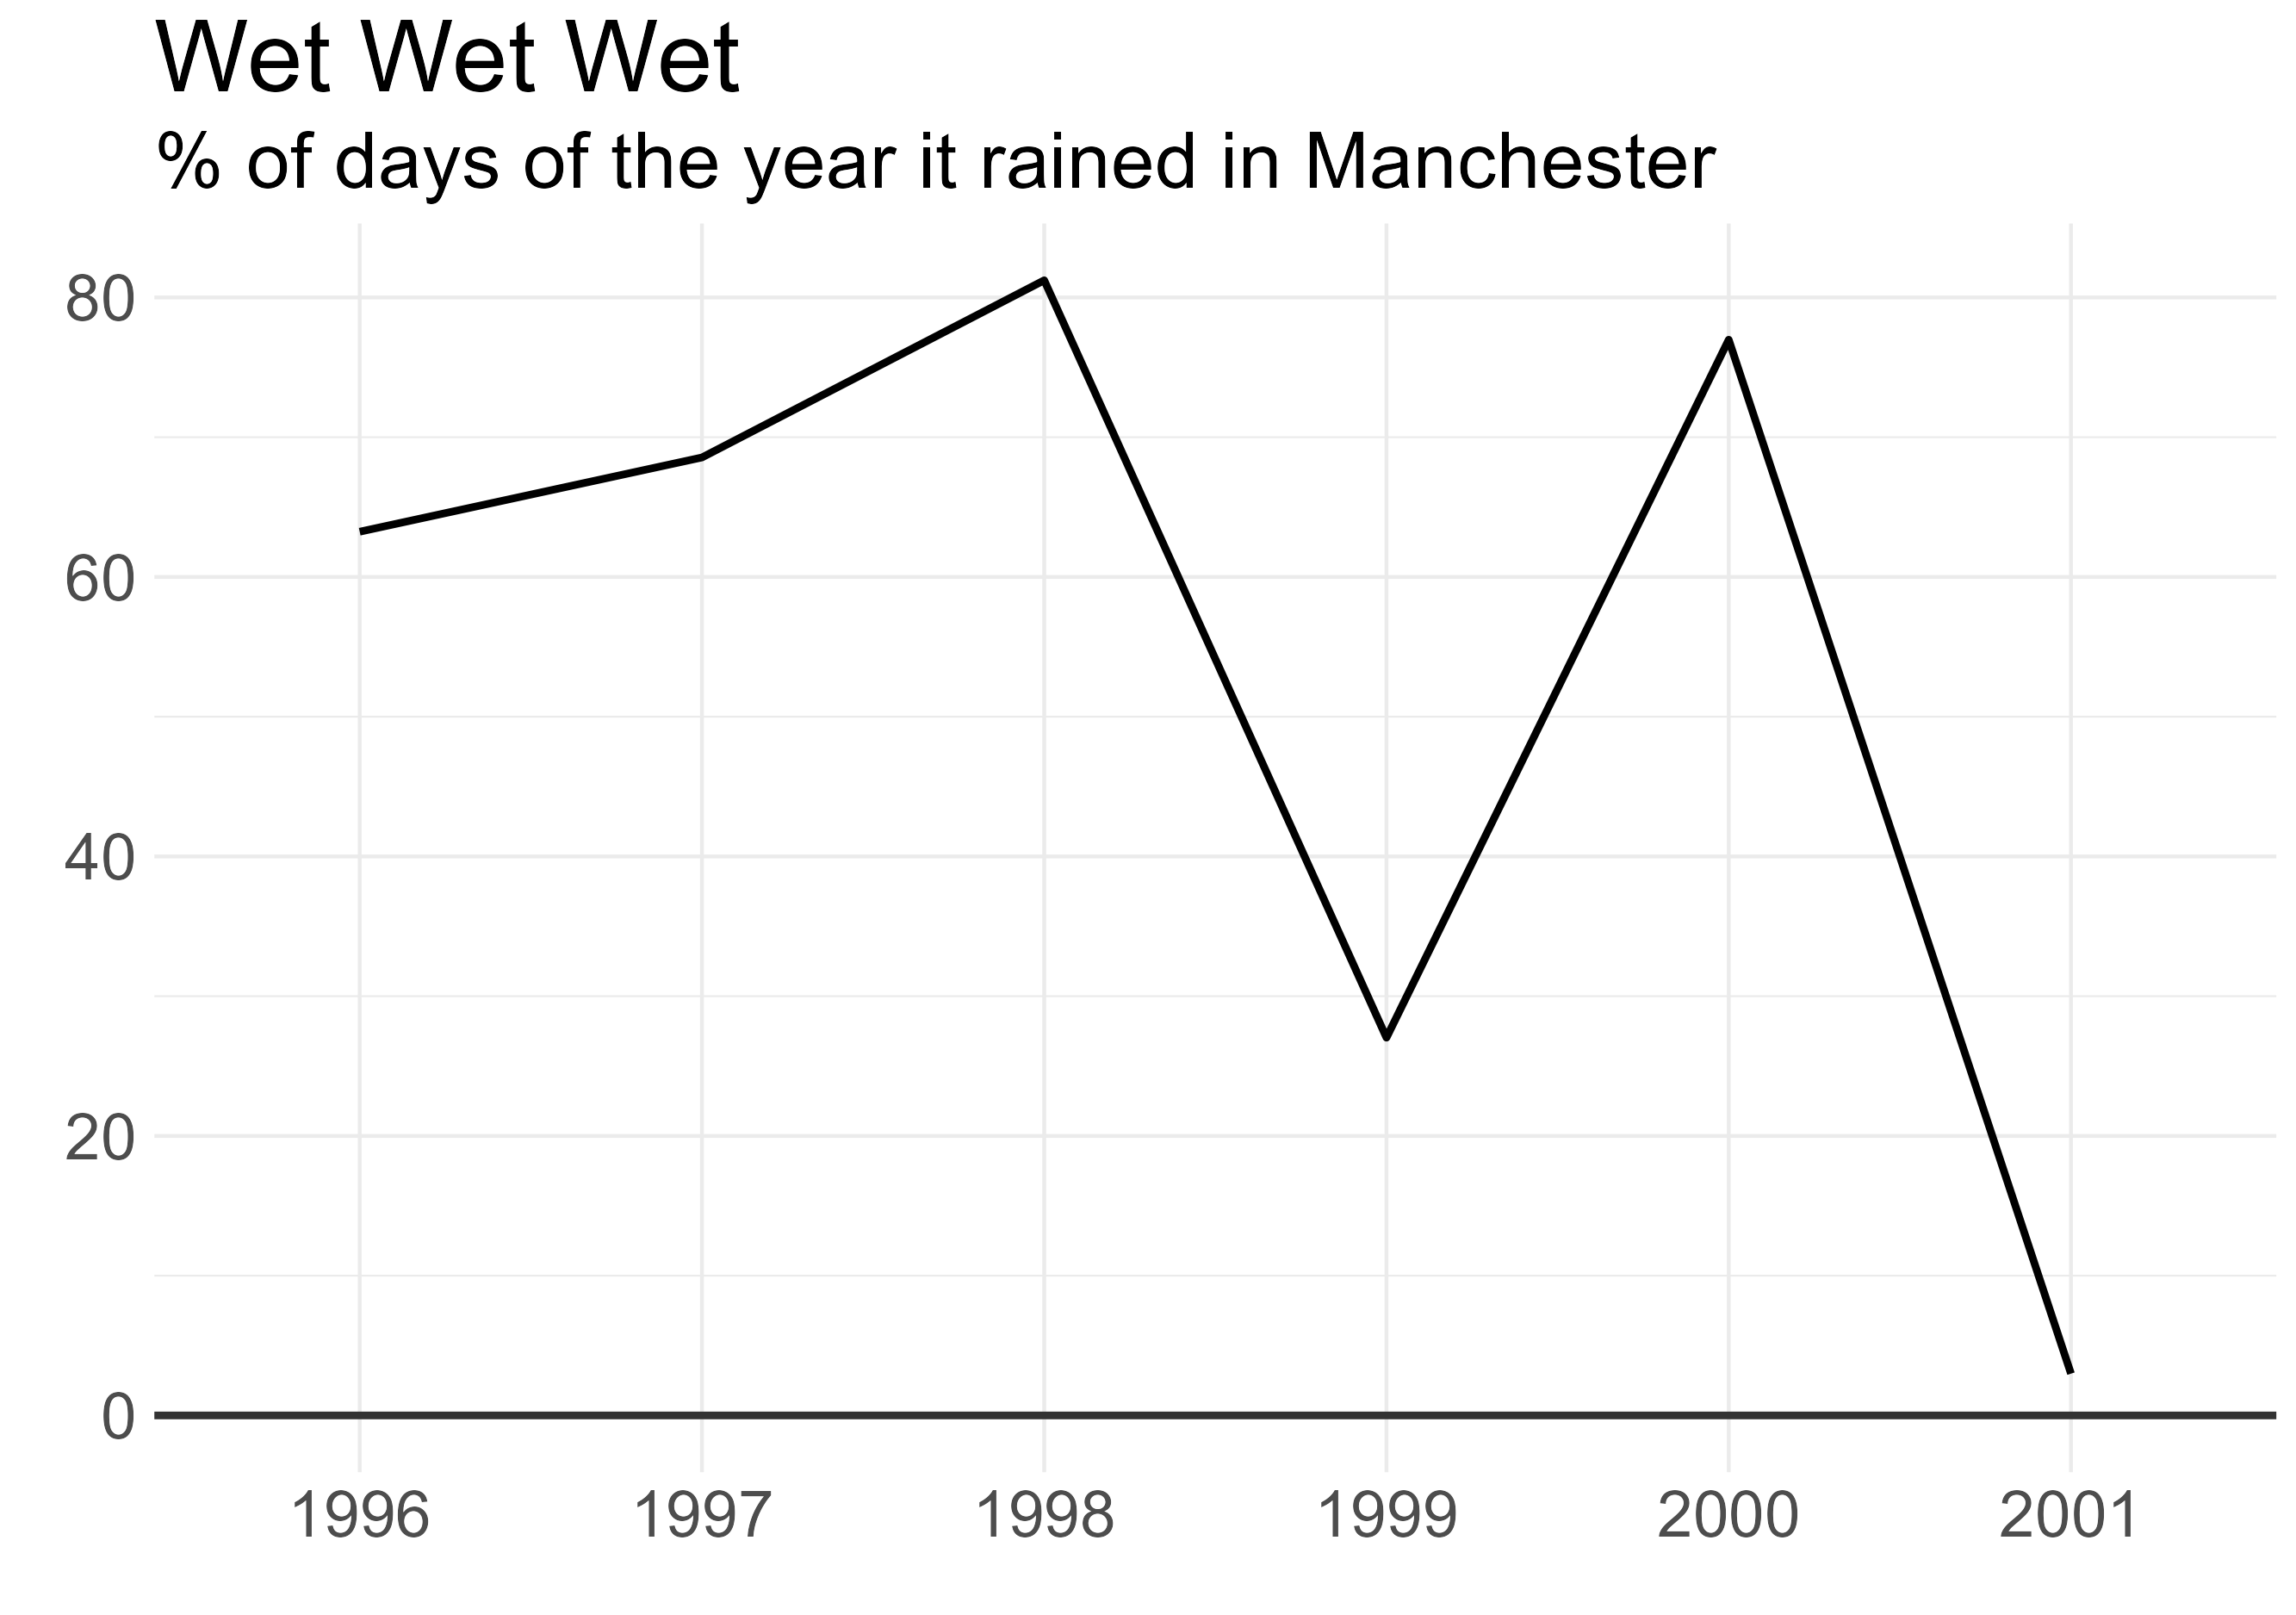 Wet Wet Wet
% of days of the year it rained in Manchester
80
60
40
20
0
1996 1997 1998 1999 2000 2001